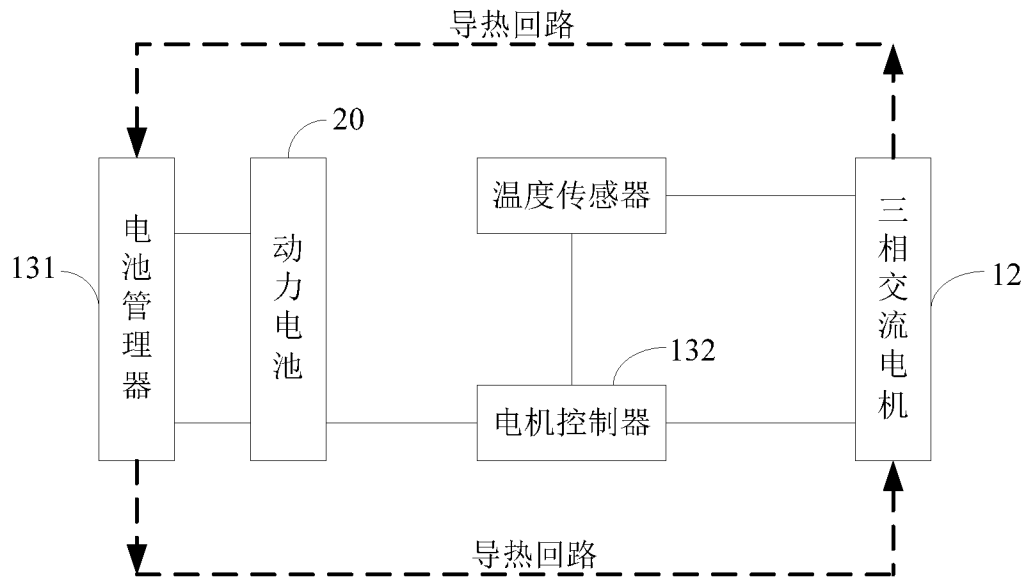 导热回路
20
温度传感器
电池管理器
动力电池
三相交流电机
131
12
132
电机控制器
导热回路